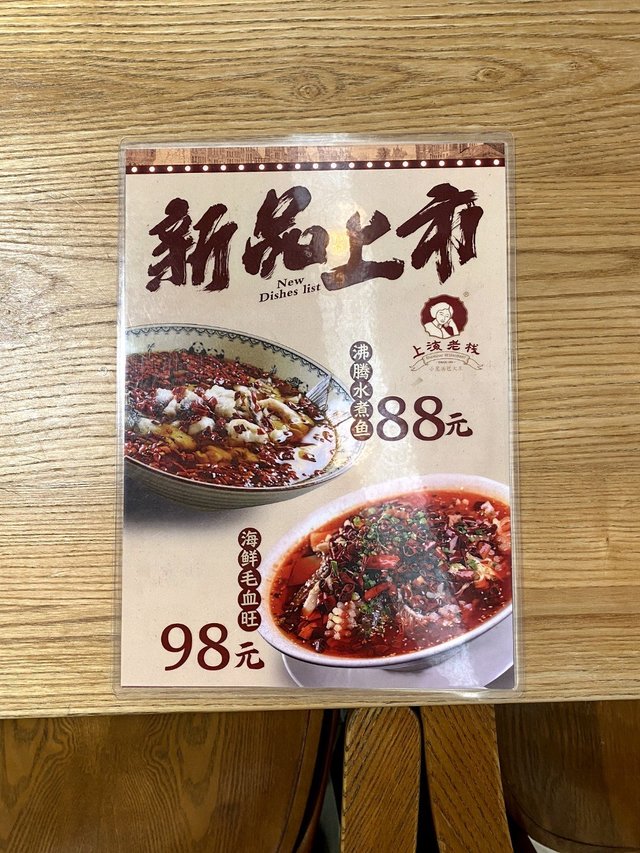 新品上市
New
Dishes list
®
上海老栈
沸腾水煮鱼
88元
海鲜毛血旺
98元